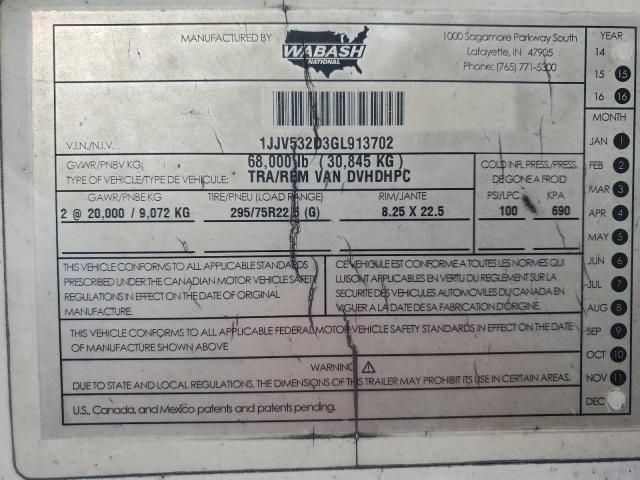 MANUFACTURED BY
WABASH
NATIONAL
1000 Sagamore Parkway South
Lafayette, IN 47905
Phone: (765) 771-5300
V.I.N./N.I.V. 1JJV532D3GL913702
GVWR/PNBV KG: 68,000 lb (30,845 KG)
TYPE OF VEHICLE/TYPE DE VEHICULE: TRA/REM VAN DVHDHPC
COLD INFL. PRESS./PRESS.
DE GONE A FROID
GAWR/PNBE KG TIRE/PNEU (LOAD RANGE) RIM/JANTE PSI/LPC KPA
2 @ 20,000 / 9,072 KG 295/75R22.5 (G) 8.25 X 22.5 100 690
THIS VEHICLE CONFORMS TO ALL APPLICABLE STANDARDS
PRESCRIBED UNDER THE CANADIAN MOTOR VEHICLE SAFETY
REGULATIONS IN EFFECT ON THE DATE OF ORIGINAL
MANUFACTURE.
CE VEHICULE EST CONFORME A TOUTES LES NORMES QUI
LUI SONT APPLICABLES EN VERTU DU REGLEMENT SUR LA
SECURITE DES VEHICULES AUTOMOVILES DU CANADA EN
VIGUER A LA DATE DE SA FABRICATION D'ORIGINE.
THIS VEHICLE CONFORMS TO ALL APPLICABLE FEDERAL MOTOR VEHICLE SAFETY STANDARDS IN EFFECT ON THE DATE
OF MANUFACTURE SHOWN ABOVE
WARNING
DUE TO STATE AND LOCAL REGULATIONS, THE DIMENSIONS OF THIS TRAILER MAY PROHIBIT ITS USE IN CERTAIN AREAS.
U.S., Canada, and Mexico patents and patents pending.
YEAR
14
15 15
16 16
MONTH
JAN 1
FEB 2
MAR 3
APR 4
MAY 5
JUN 6
JUL 7
AUG 8
SEP 9
OCT 10
NOV 11
DEC